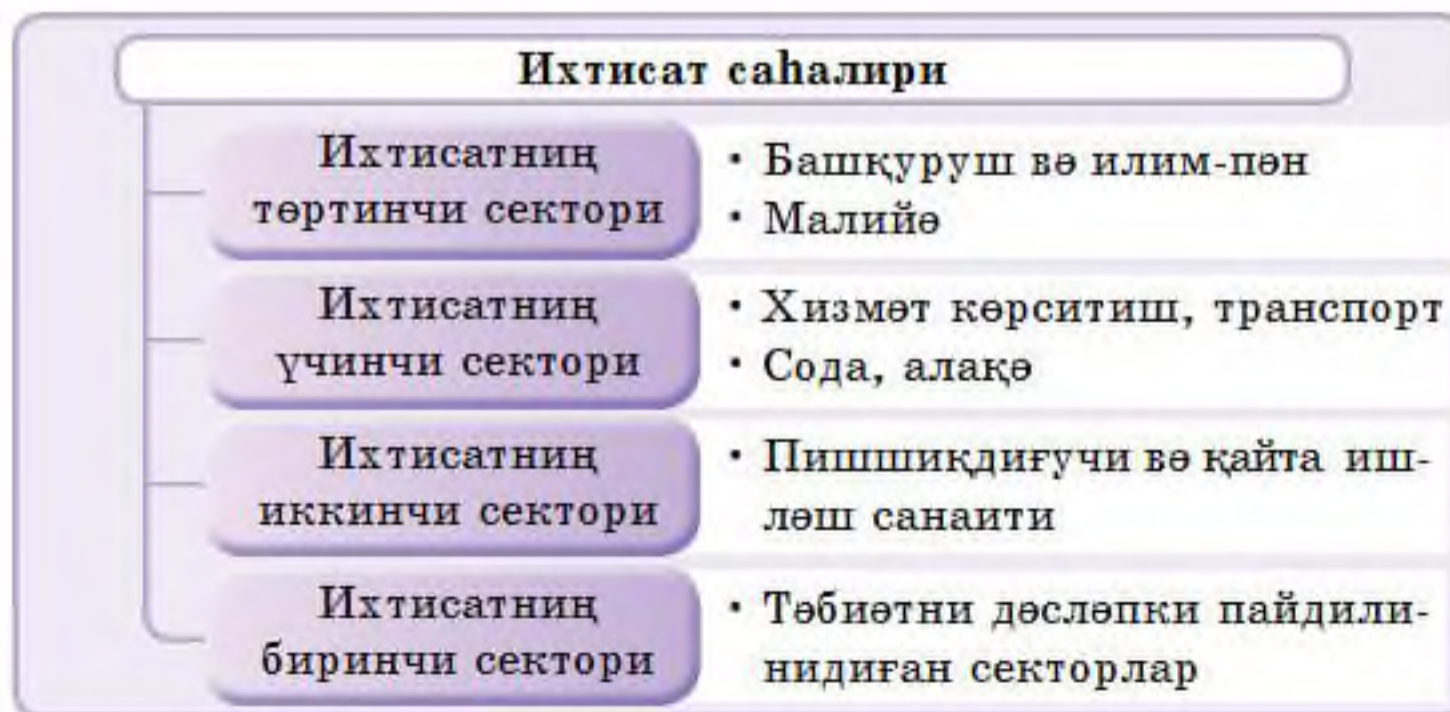 Ихтисат саһалири
Ихтисатниң
төртинчи сектори
• Башқуруш вә илим-пән
• Малийә
Ихтисатниң
үчинчи сектори
• Хизмәт көрситиш, транспорт
• Сода, алақә
Ихтисатниң
иккинчи сектори
• Пишшиқдиғучи вә қайта иш-
ләш санаити
Ихтисатниң
биринчи сектори
• Тәбиәтни дәсләпки пайдили-
нидиған секторлар